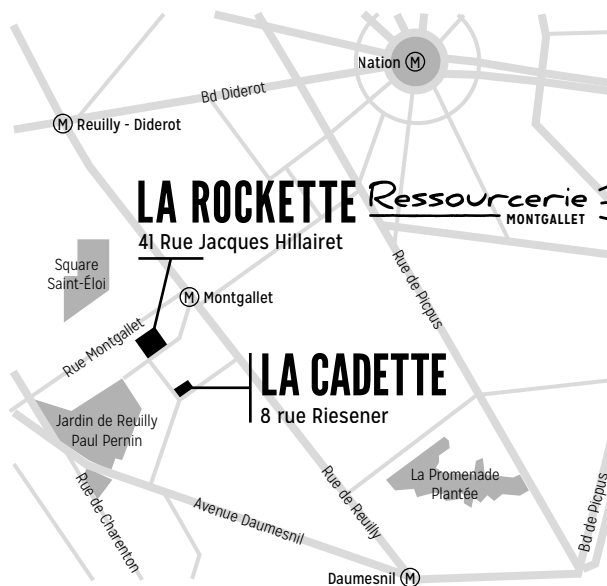 Nation M
Bd Diderot
M Reuilly - Diderot
LA ROCKETTE Ressourcerie
MONTGALLET
41 Rue Jacques Hillairet
Square
Saint-Éloi
M Montgallet
Rue de Picpus
Rue Montgallet
LA CADETTE
8 rue Riesener
Jardin de Reuilly
Paul Pernin
La Promenade
Plantée
Rue de Reuilly
Rue de Charenton
Avenue Daumesnil
Bd de Picpus
Daumesnil M